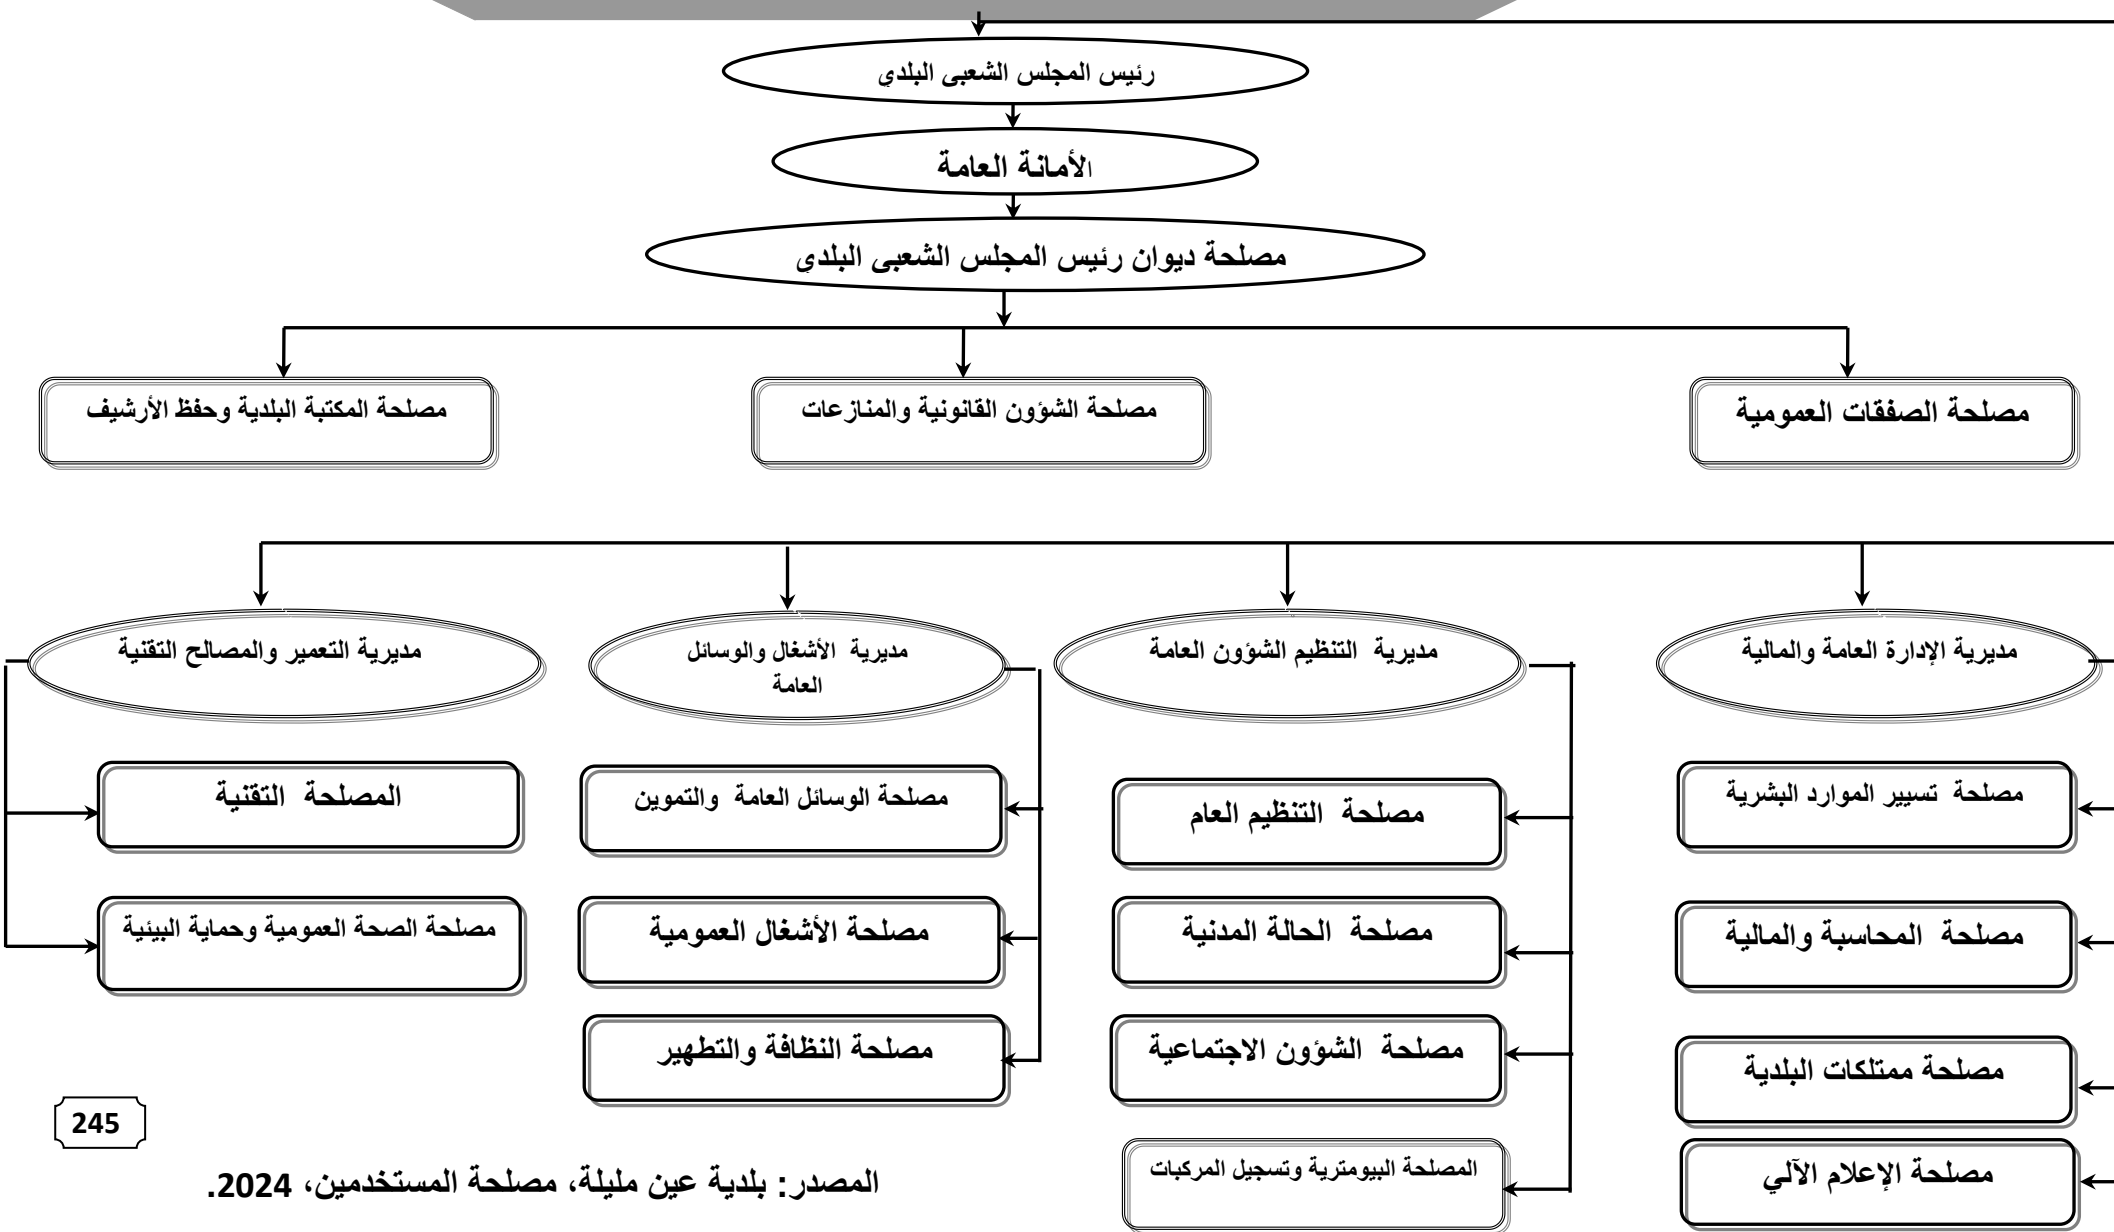 رئيس المجلس الشعبي البلدي
الأمانة العامة
مصلحة ديوان رئيس المجلس الشعبي البلدي
مصلحة الصفقات العمومية
مصلحة الشؤون القانونية والمنازعات
مصلحة المكتبة البلدية وحفظ الأرشيف
مديرية الإدارة العامة والمالية
مديرية التنظيم الشؤون العامة
مديرية الأشغال والوسائل
العامة
مديرية التعمير والمصالح التقنية
مصلحة تسيير الموارد البشرية
مصلحة المحاسبة والمالية
مصلحة ممتلكات البلدية
مصلحة الإعلام الآلي
مصلحة التنظيم العام
مصلحة الحالة المدنية
مصلحة الشؤون الاجتماعية
المصلحة البيومترية وتسجيل المركبات
مصلحة الوسائل العامة والتموين
مصلحة الأشغال العمومية
مصلحة النظافة والتطهير
المصلحة التقنية
مصلحة الصحة العمومية وحماية البيئية
245
المصدر: بلدية عين مليلة، مصلحة المستخدمين، 2024.